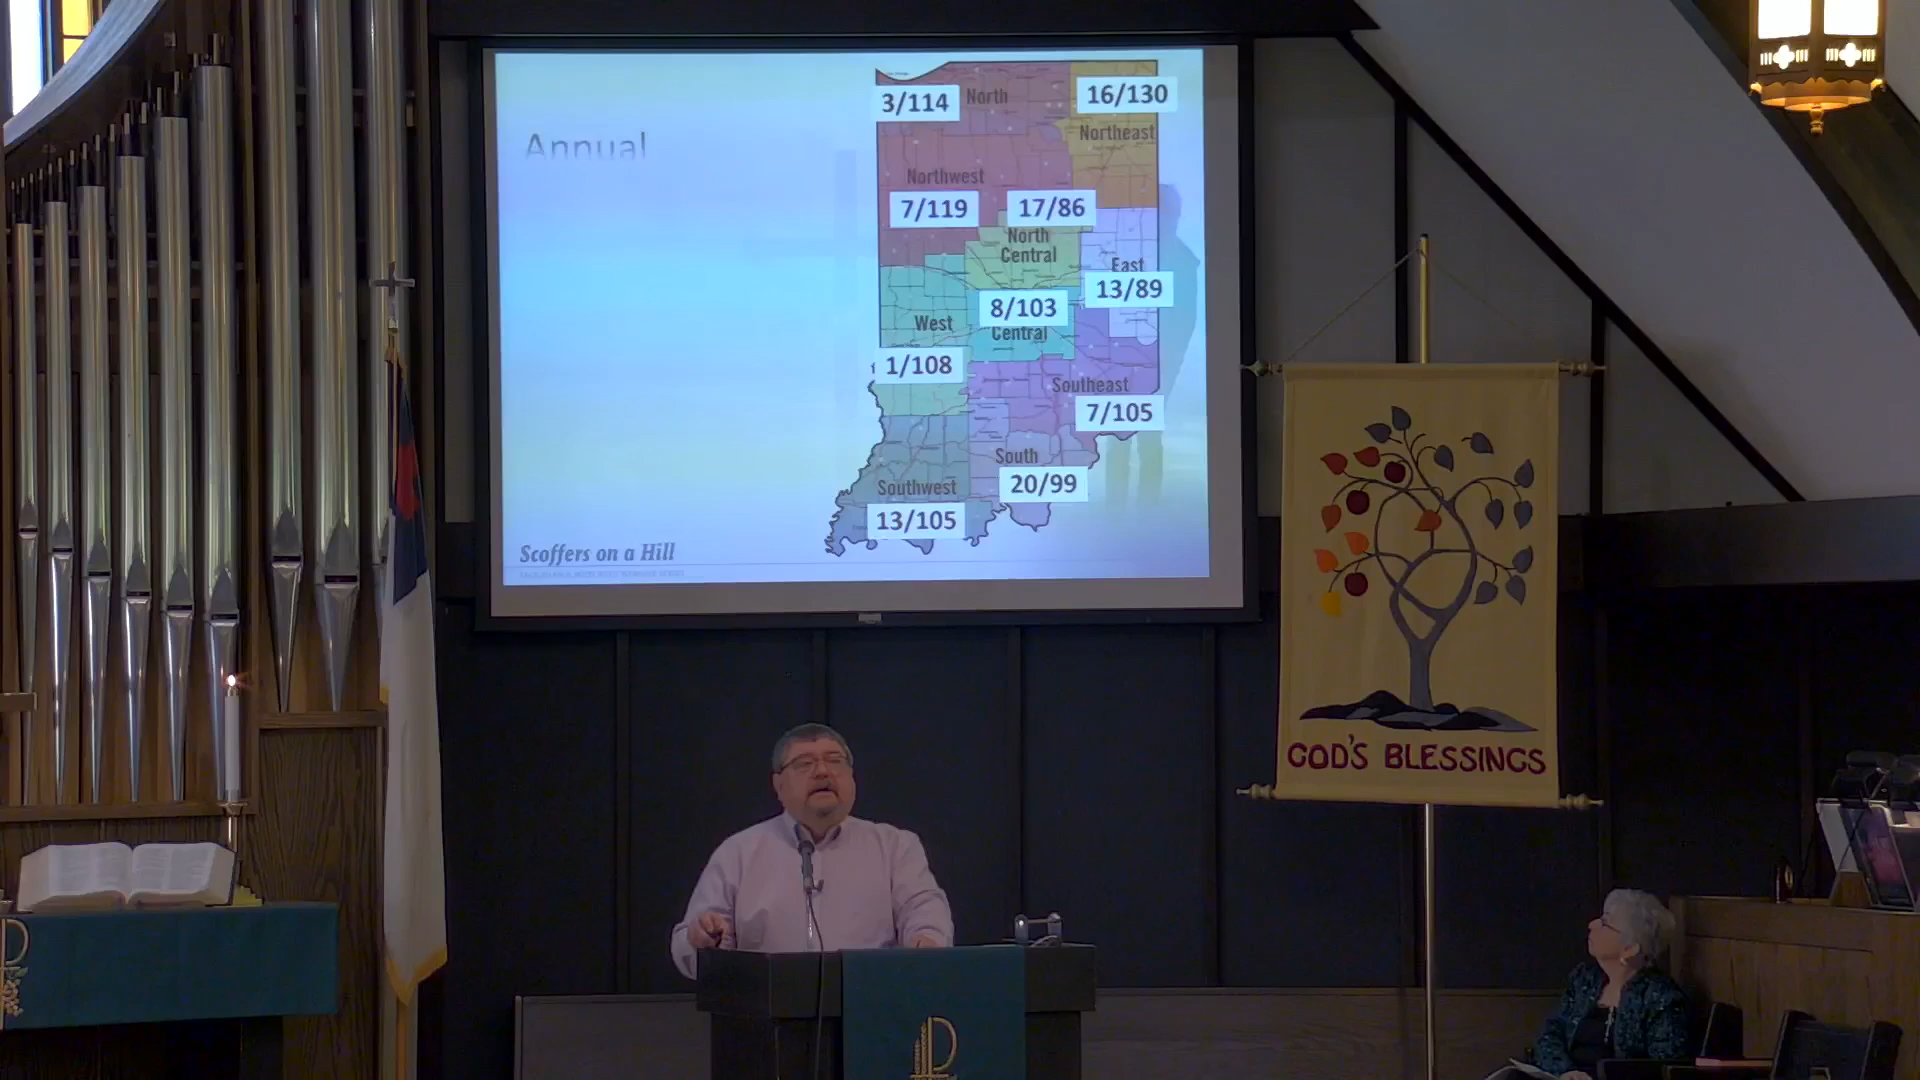 Annual
3/114 North
16/130
Northeast
Northwest
7/119
17/86
North
Central
East
13/89
8/103
Central
West
1/108
Southeast
7/105
South
20/99
Southwest
13/105
Scoffers on a Hill
GOD'S BLESSINGS